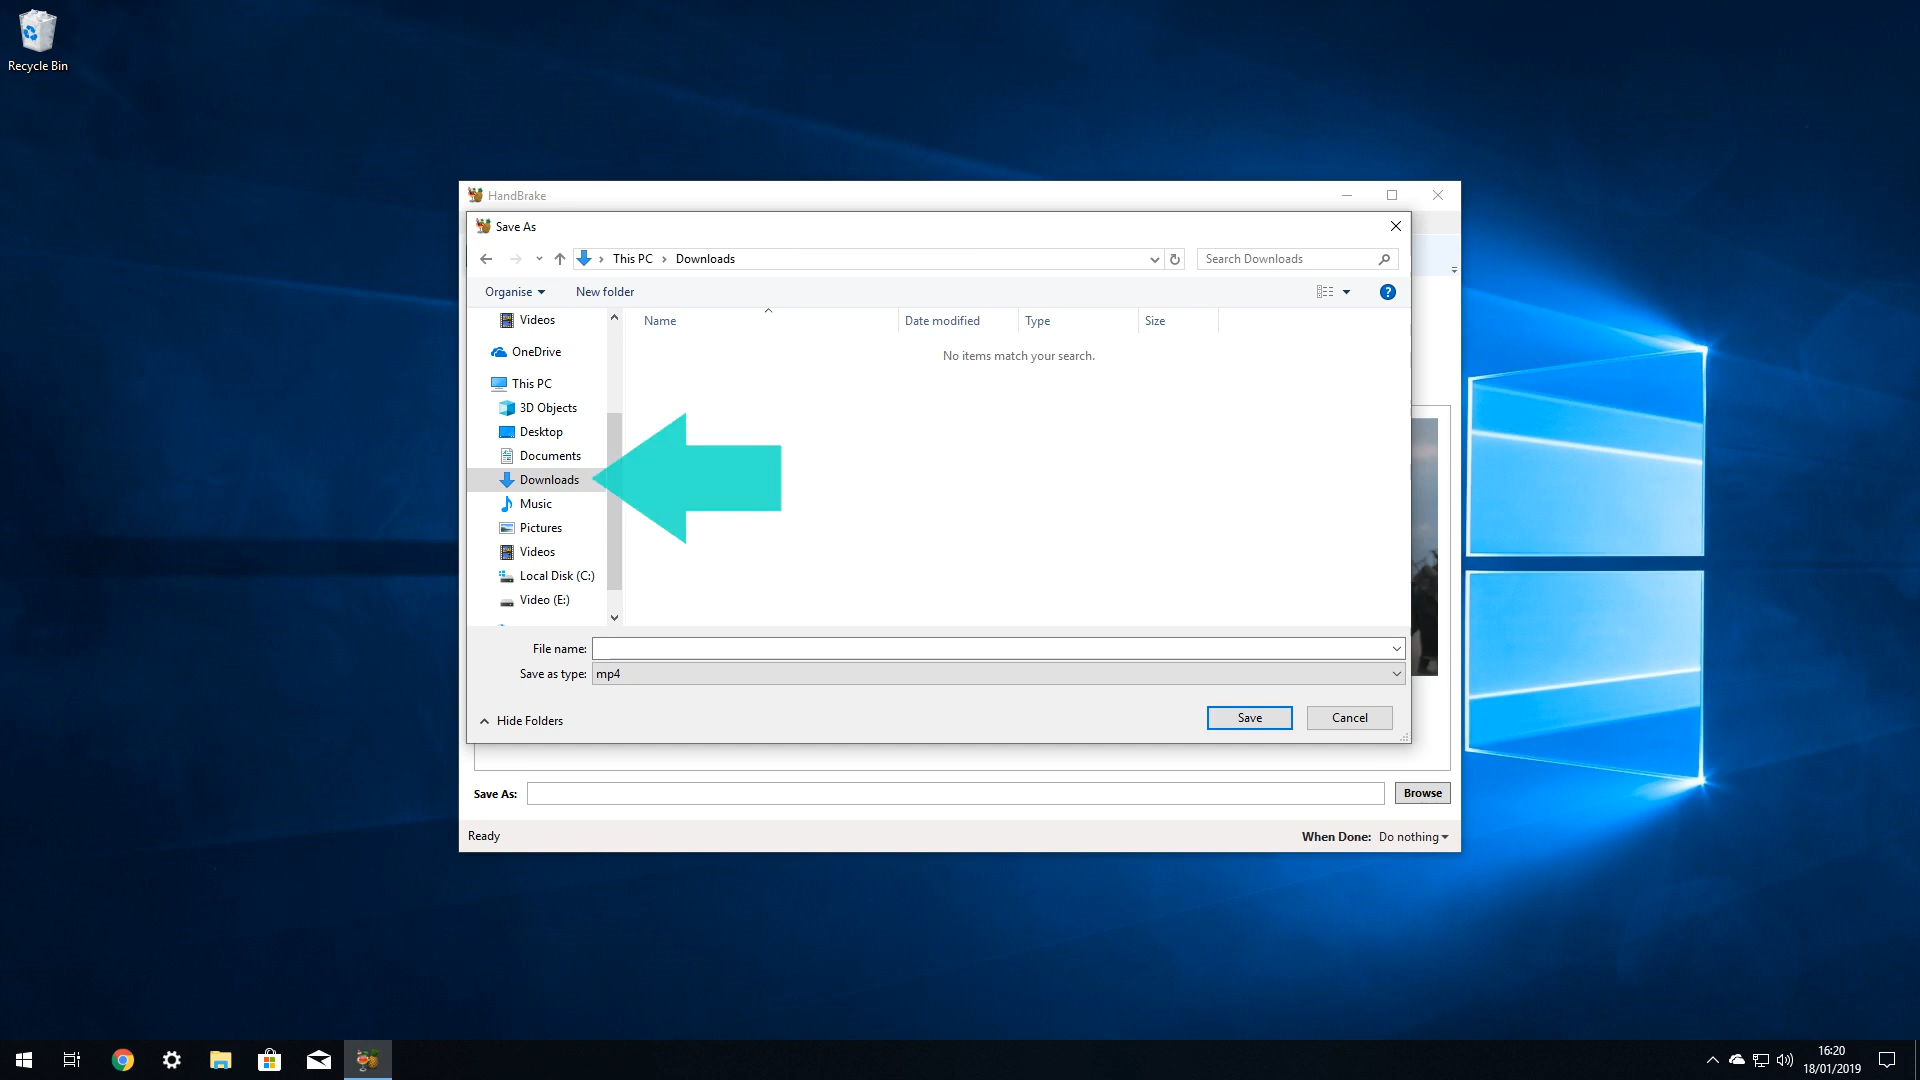 Recycle Bin
HandBrake
Save As
This PC > Downloads
Search Downloads
Organise
New folder
?
Name
Date modified
Type
Size
No items match your search.
Videos
OneDrive
This PC
3D Objects
Desktop
Documents
Downloads
Music
Pictures
Videos
Local Disk (C:)
Video (E:)
File name:
Save as type: mp4
Hide Folders
Save
Cancel
Save As:
Browse
Ready
When Done: Do nothing
16:20
18/01/2019